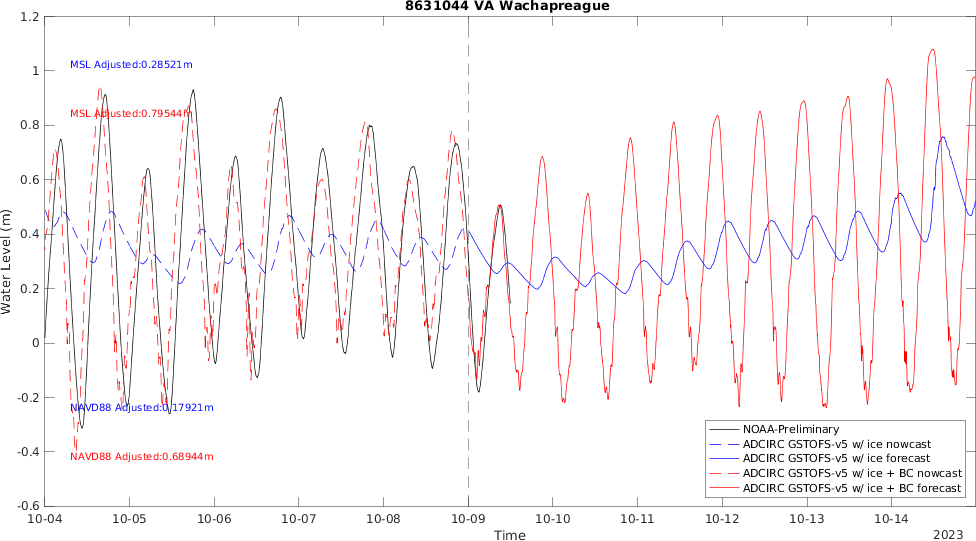 8631044 VA Wachapreague
1.2
1
0.8
0.6
0.4
0.2
0
-0.2
-0.4
-0.6
Water Level (m)
MSL Adjusted:0.28521m
MSL Adjusted:0.79544m
NAVD88 Adjusted:0.17921m
NAVD88 Adjusted:0.68944m
NOAA-Preliminary
ADCIRC GSTOFS-v5 w/ ice nowcast
ADCIRC GSTOFS-v5 w/ ice forecast
ADCIRC GSTOFS-v5 w/ ice + BC nowcast
ADCIRC GSTOFS-v5 w/ ice + BC forecast
10-04 10-05 10-06 10-07 10-08 10-09 10-10 10-11 10-12 10-13 10-14
Time
2023